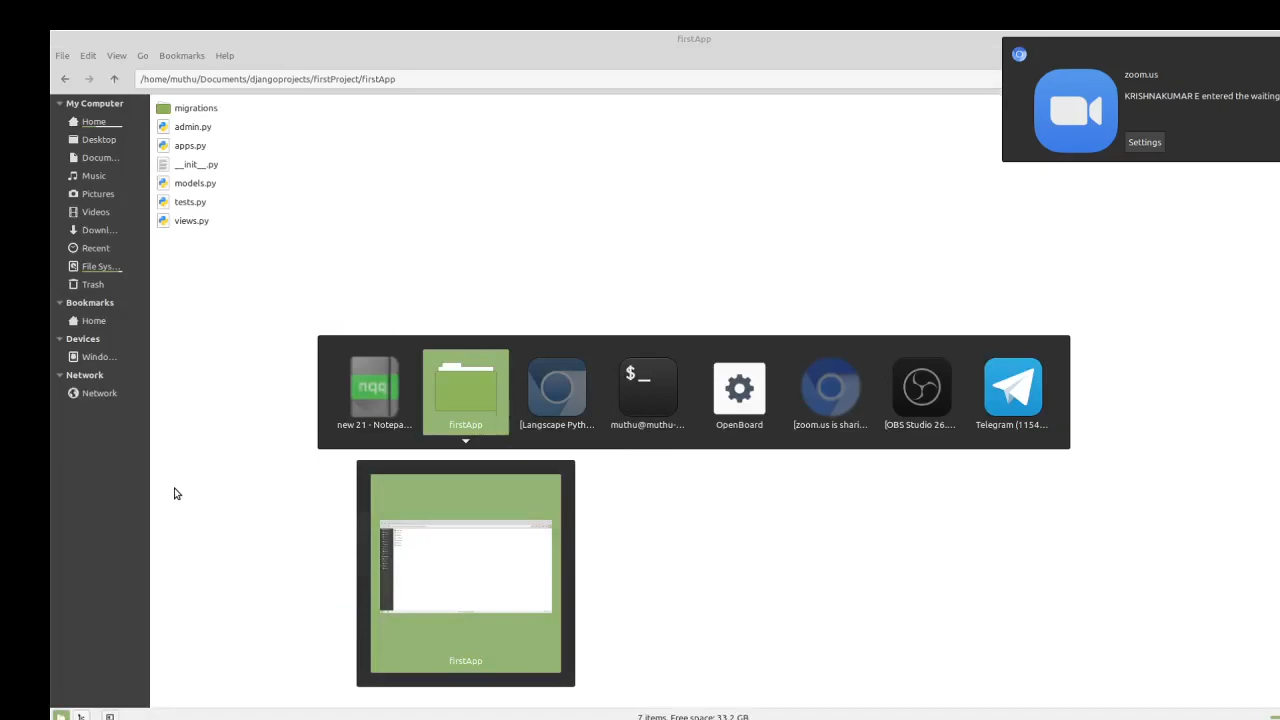 firstApp
File Edit View Go Bookmarks Help
/home/muthu/Documents/djangoprojects/firstProject/firstApp
My Computer
Home
Desktop
Docum...
Music
Pictures
Videos
Downl...
Recent
File Sys...
Trash
Bookmarks
Home
Devices
Windo...
Network
Network
migrations
admin.py
apps.py
__init__.py
models.py
tests.py
views.py
zoom.us
KRISHNAKUMAR E entered the waiting
Settings
nqq
$_
new 21 - Notepa...
firstApp
[Langscape Pyth...
muthu@muthu-...
OpenBoard
[zoom.us is shari...
[OBS Studio 26....
Telegram (1154...
firstApp
7 items, Free space: 33.2 GB